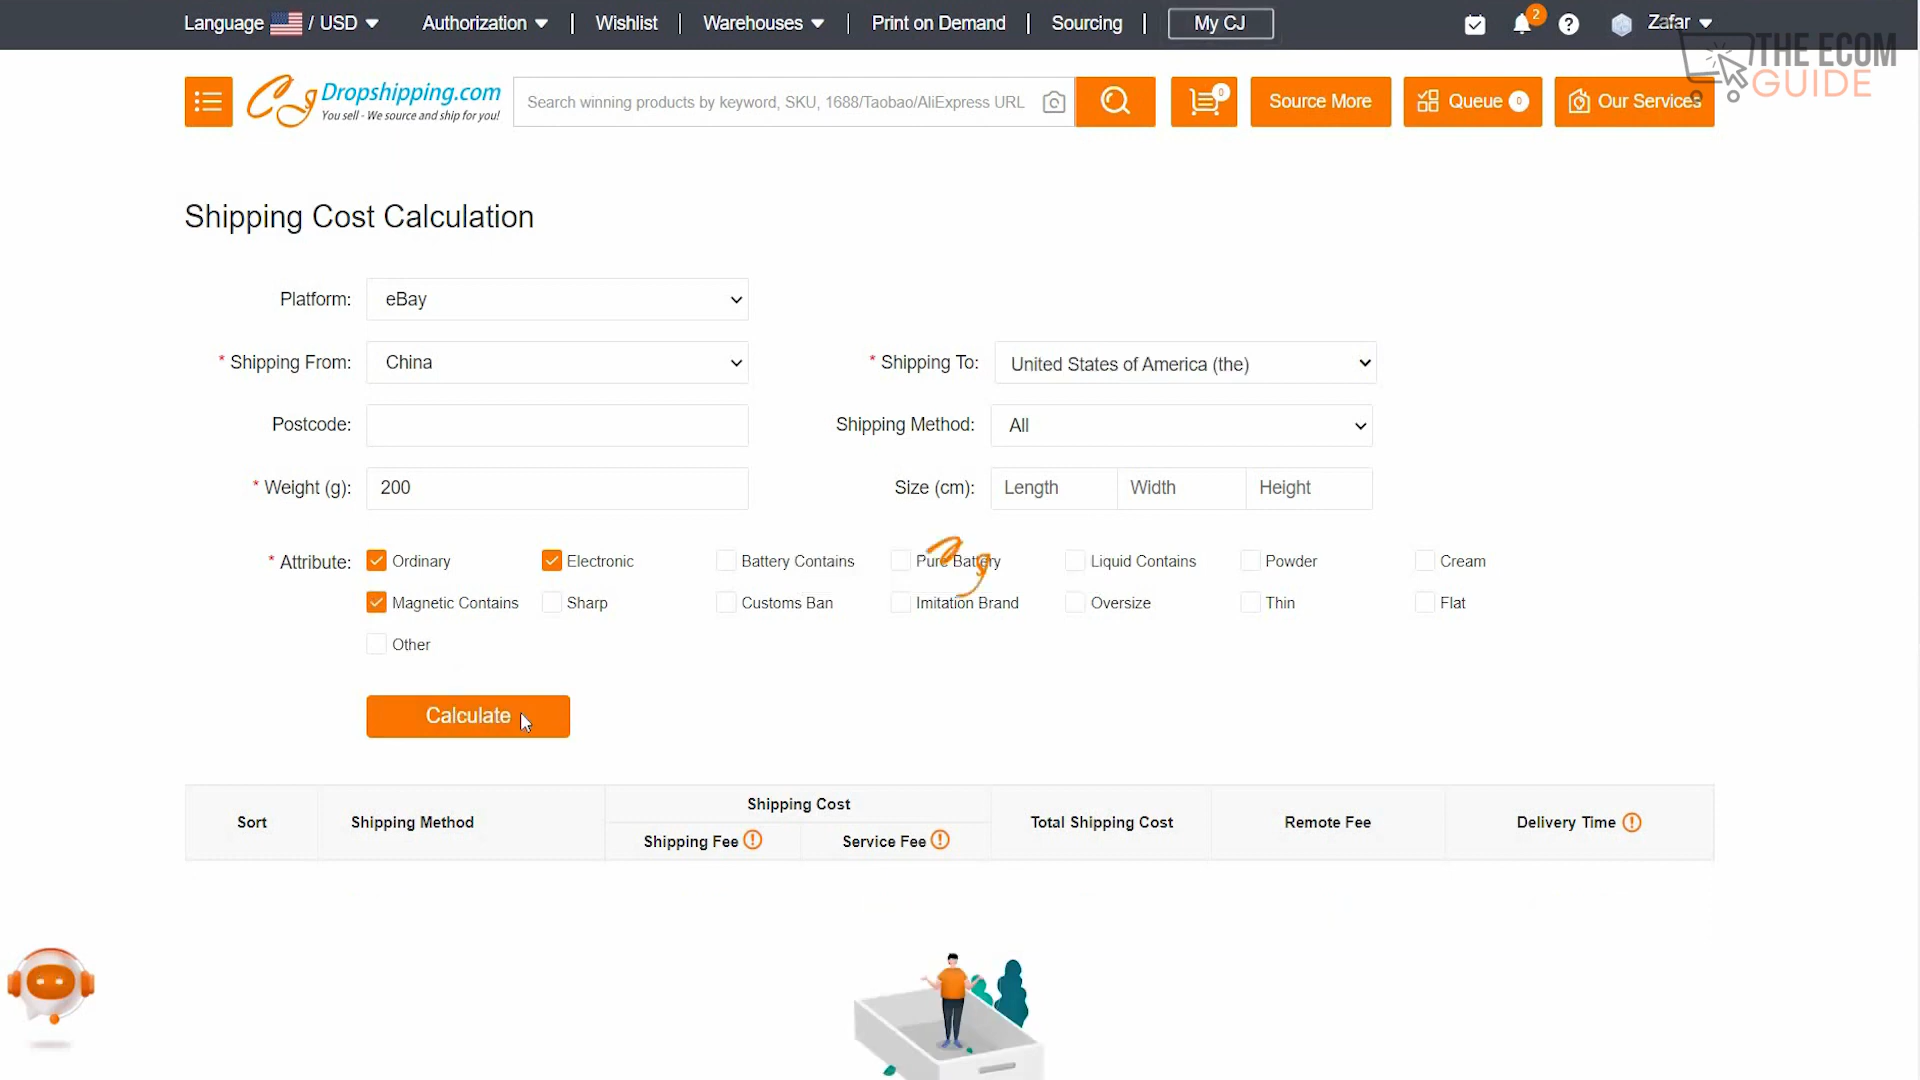 Language / USD Authorization Wishlist Warehouses Print on Demand Sourcing My CJ 2 Zafar
THE ECOM
GUIDE
CJ Dropshipping.com
You sell - We source and ship for you!
Search winning products by keyword, SKU, 1688/Taobao/AliExpress URL
0
Source More
Queue 0
Our Services
Shipping Cost Calculation
Platform: eBay
* Shipping From: China
* Shipping To: United States of America (the)
Postcode:
Shipping Method: All
* Weight (g): 200
Size (cm): Length Width Height
* Attribute: Ordinary Electronic Battery Contains Pure Battery Liquid Contains Powder Cream
Magnetic Contains Sharp Customs Ban Imitation Brand Oversize Thin Flat
Other
Calculate
Sort Shipping Method Shipping Cost Total Shipping Cost Remote Fee Delivery Time
Shipping Fee Service Fee